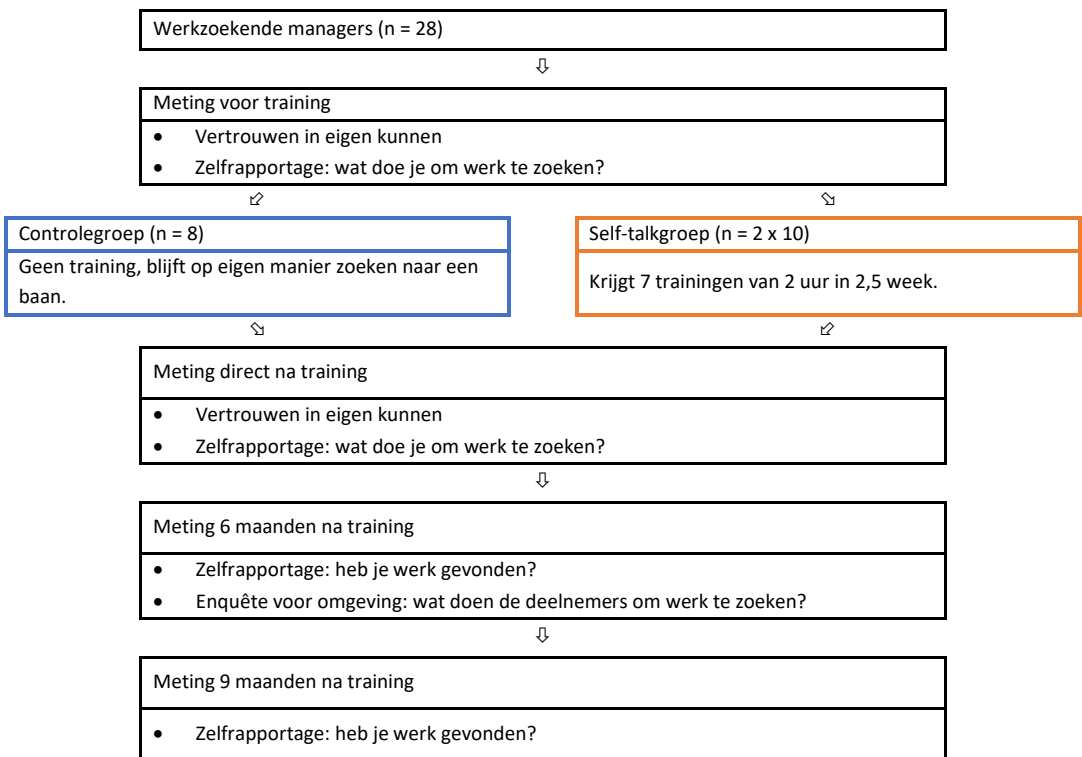 Werkzoekende managers (n = 28)
⇩
Meting voor training
• Vertrouwen in eigen kunnen
• Zelfrapportage: wat doe je om werk te zoeken?
⬃ ⬂
Controlegroep (n = 8)
Geen training, blijft op eigen manier zoeken naar een
baan.
Self-talkgroep (n = 2 x 10)
Krijgt 7 trainingen van 2 uur in 2,5 week.
⬂ ⬃
Meting direct na training
• Vertrouwen in eigen kunnen
• Zelfrapportage: wat doe je om werk te zoeken?
⇩
Meting 6 maanden na training
• Zelfrapportage: heb je werk gevonden?
• Enquête voor omgeving: wat doen de deelnemers om werk te zoeken?
⇩
Meting 9 maanden na training
• Zelfrapportage: heb je werk gevonden?